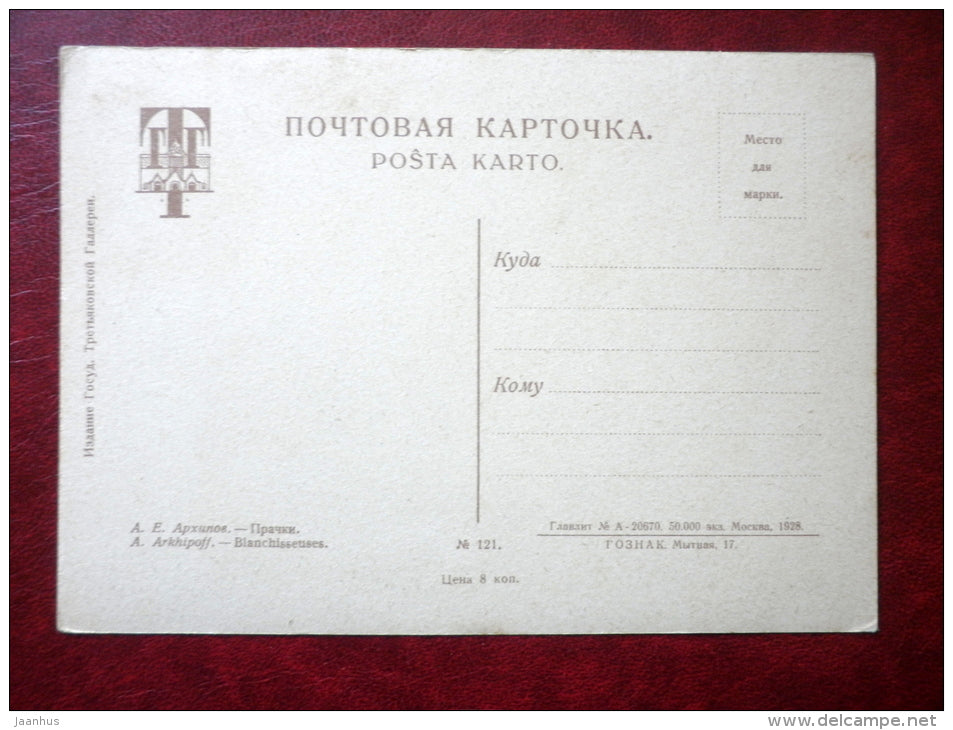 ПОЧТОВАЯ КАРТОЧКА.
POŜTA KARTO.
Место
для
марки.
Издание Госуд. Третьяковской Галлереи.
Куда
Кому
А. Е. Архипов. — Прачки.
A. Arkhipoff. — Blanchisseuses.
№ 121.
Главлит № А - 20670. 50.000 экз. Москва, 1928.
ГОЗНАК. Мытная, 17.
Цена 8 коп.
Jaanhus
www.delcampe.net